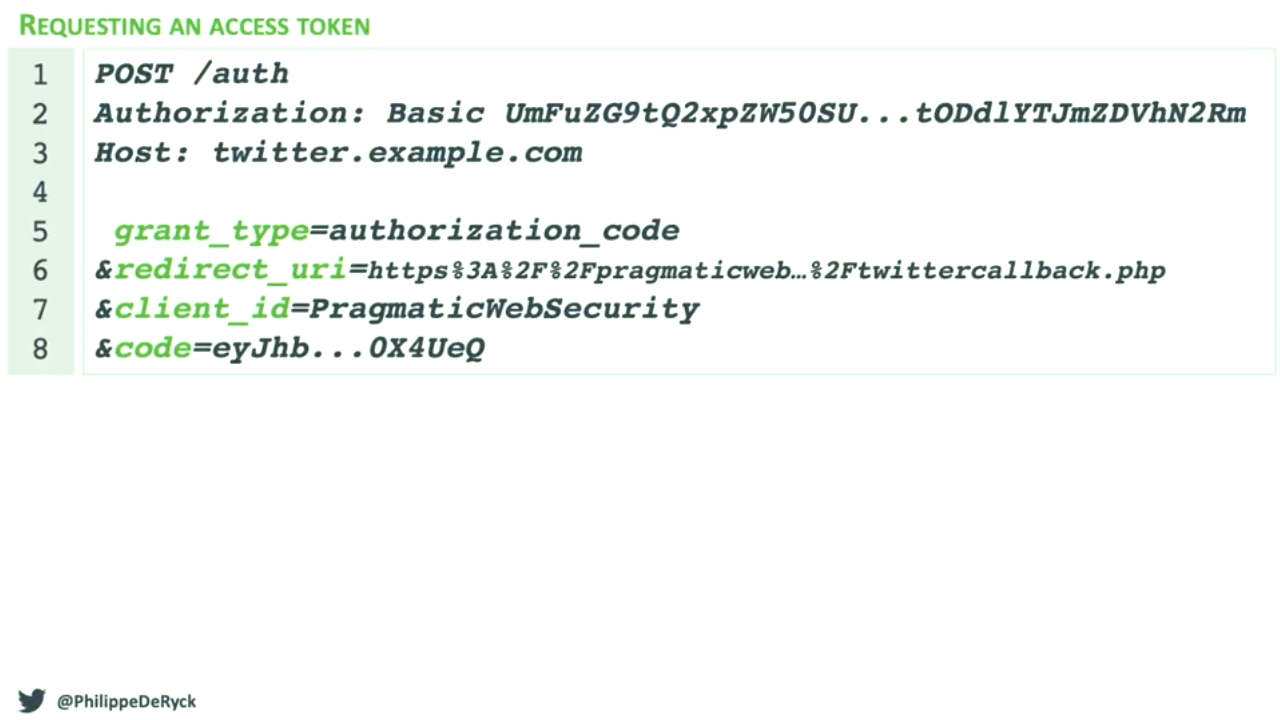 REQUESTING AN ACCESS TOKEN
1 POST /auth
2 Authorization: Basic UmFuZG9tQ2xpZW50SU...tODdlYTJmZDVhN2Rm
3 Host: twitter.example.com
4
5 grant_type=authorization_code
6 &redirect_uri=https%3A%2F%2Fpragmaticweb…%2Ftwittercallback.php
7 &client_id=PragmaticWebSecurity
8 &code=eyJhb...0X4UeQ
@PhilippeDeRyck